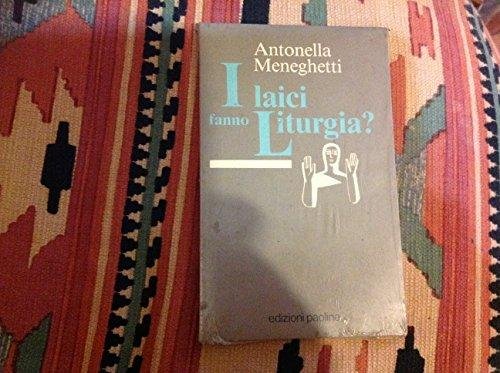 Antonella
Meneghetti
I laici
fanno Liturgia?
edizioni paoline